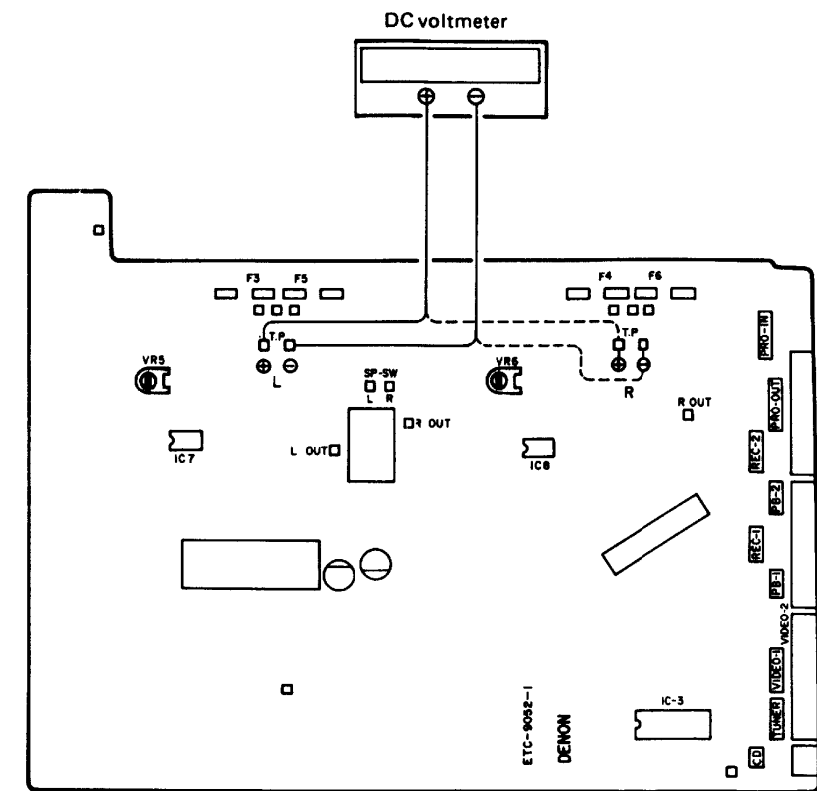 DC voltmeter
⊕ ⊖
F3 F5
F4 F6
T.P
T.P
PRO-IN
VR5
⊕ ⊖
L
SP-SW
L R
VR6
⊕ ⊖
R
PRO-OUT
R OUT
R OUT
L OUT
IC7
IC8
REC-2
PB-2
REC-1
PB-1
VIDEO-2
VIDEO-1
TUNER
CD
IC-3
ETC-9052-1
DENON